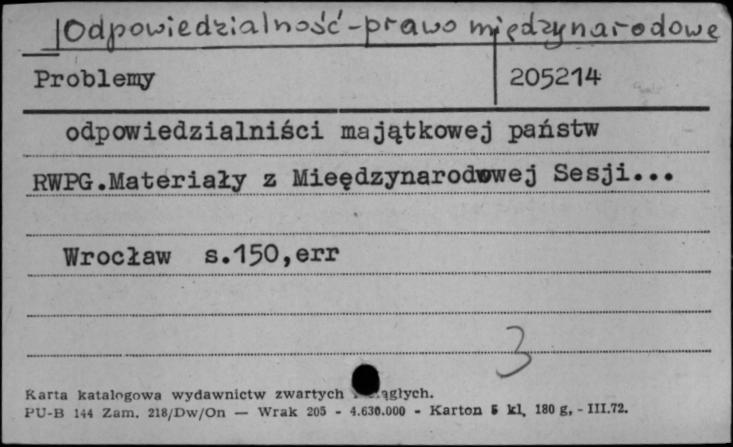 Odpowiedzialność-prawo międzynarodowe
Problemy 205214
odpowiedzialniści majątkowej państw
RWPG.Materiały z Mieędzynarodowej Sesji...
Wrocław s.150,err
3
Karta katalogowa wydawnictw zwartych
PU-B 144 Zam. 218/Dw/On — Wrak 205 - 4.630.000 - Karton 5 kl, 180 g, - III.72.